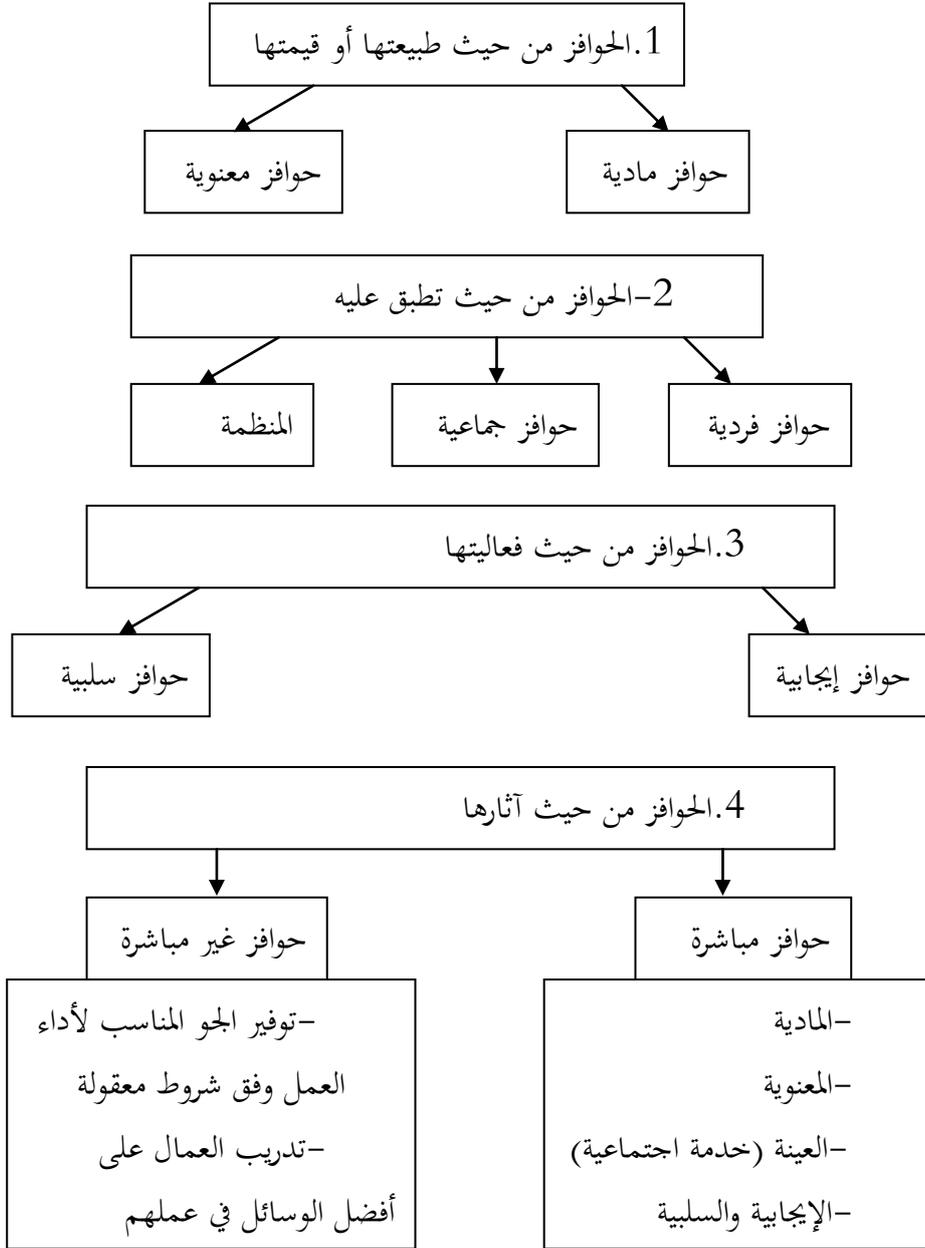 1.الحوافز من حيث طبيعتها أو قيمتها
حوافز مادية
حوافز معنوية
2-الحوافز من حيث تطبق عليه
حوافز فردية
حوافز جماعية
المنظمة
3.الحوافز من حيث فعاليتها
حوافز إيجابية
حوافز سلبية
4.الحوافز من حيث آثارها
حوافز مباشرة
-المادية
-المعنوية
-العينة (خدمة اجتماعية)
-الإيجابية والسلبية
حوافز غير مباشرة
-توفير الجو المناسب لأداء
العمل وفق شروط معقولة
-تدريب العمال على
أفضل الوسائل في عملهم